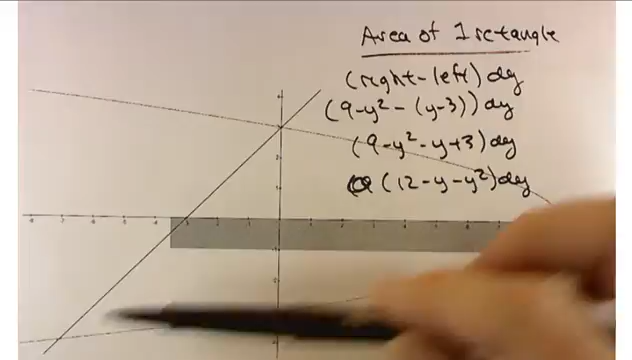 Area of 1 rectangle
(right-left) dy
(9-y²-(y-3)) dy
(9-y²-y+3) dy
(12-y-y²) dy